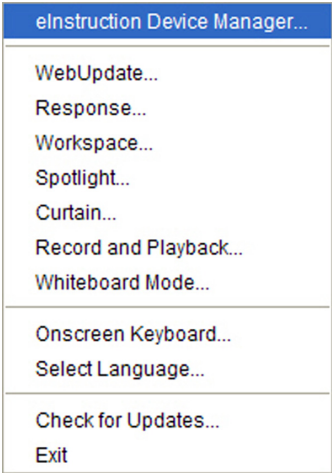 eInstruction Device Manager...
WebUpdate...
Response...
Workspace...
Spotlight...
Curtain...
Record and Playback...
Whiteboard Mode...
Onscreen Keyboard...
Select Language...
Check for Updates...
Exit